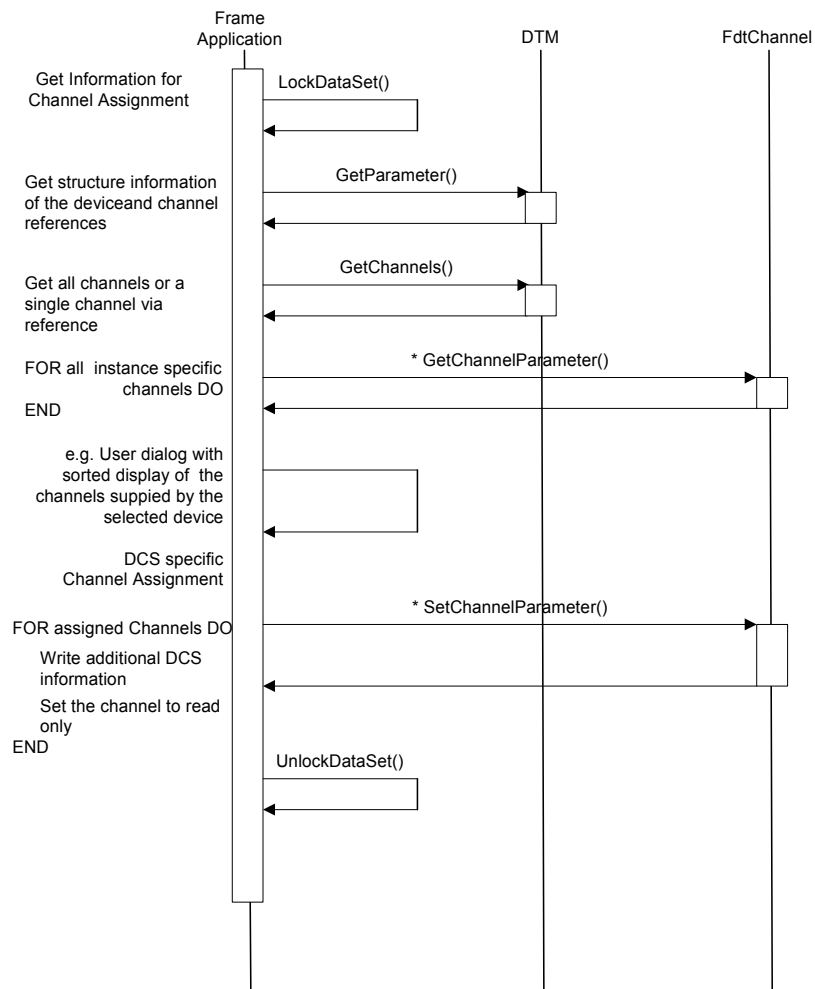 Frame
Application
DTM
FdtChannel
Get Information for
Channel Assignment
LockDataSet()
Get structure information
of the deviceand channel
references
GetParameter()
Get all channels or a
single channel via
reference
GetChannels()
FOR all instance specific
channels DO
END
* GetChannelParameter()
e.g. User dialog with
sorted display of the
channels suppied by the
selected device
DCS specific
Channel Assignment
* SetChannelParameter()
FOR assigned Channels DO
Write additional DCS
information
Set the channel to read
only
END
UnlockDataSet()